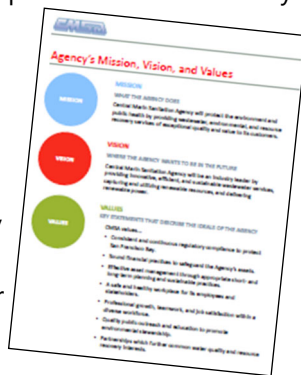 CMSA
Agency's Mission, Vision, and Values
MISSION
MISSION
WHAT THE AGENCY DOES
Central Marin Sanitation Agency will protect the environment and
public health by providing wastewater, environmental, and resource
recovery services of exceptional quality and value to its customers.
VISION
VISION
WHERE THE AGENCY WANTS TO BE IN THE FUTURE
Central Marin Sanitation Agency will be an industry leader by
providing innovative, efficient, and sustainable wastewater services,
capturing and utilizing renewable resources, and delivering
renewable power.
VALUES
VALUES
KEY STATEMENTS THAT DESCRIBE THE IDEALS OF THE AGENCY
CMSA values...
• Consistent and continuous regulatory compliance to protect
San Francisco Bay.
• Sound financial practices to safeguard the Agency's assets.
• Effective asset management through appropriate short- and
long-term planning and sustainable practices.
• A safe and healthy workplace for its employees and
stakeholders.
• Professional growth, teamwork, and job satisfaction within a
diverse workforce.
• Quality public outreach and education to promote
environmental stewardship.
• Partnerships which further common water quality and resource
recovery interests.